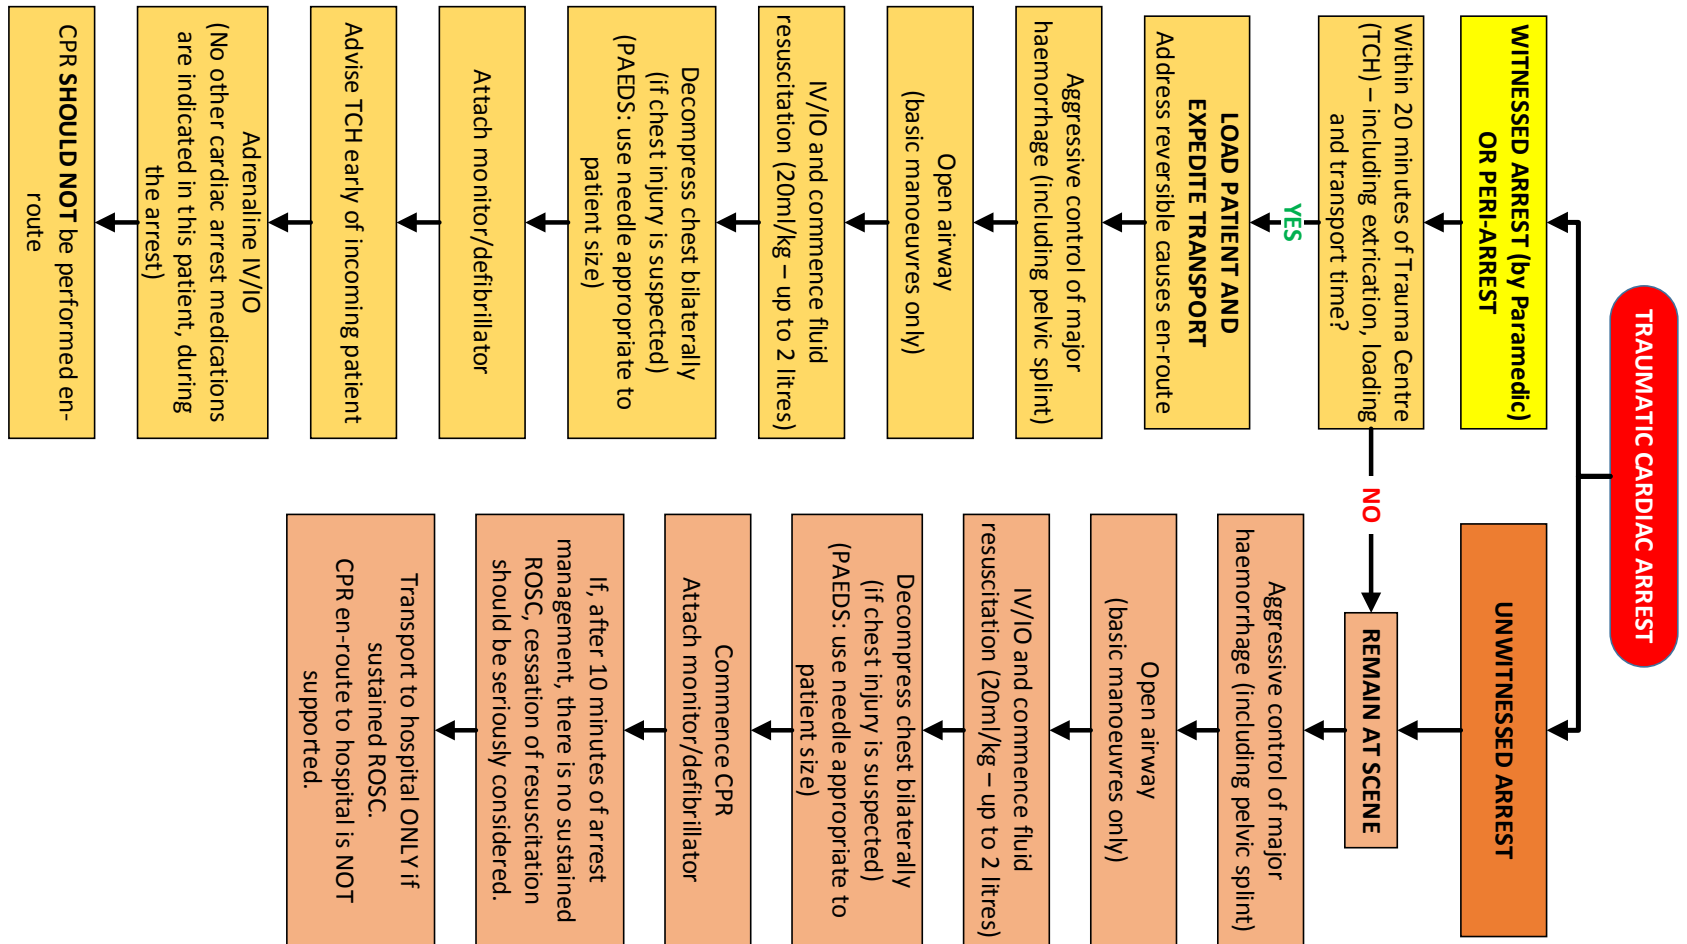 TRAUMATIC CARDIAC ARREST
WITNESSED ARREST (by Paramedic)
OR PERI-ARREST
Within 20 minutes of Trauma Centre
(TCH) – including extrication, loading
and transport time?
YES
NO
LOAD PATIENT AND
EXPEDITE TRANSPORT
Address reversible causes en-route
Aggressive control of major
haemorrhage (including pelvic splint)
Open airway
(basic manoeuvres only)
IV/IO and commence fluid
resuscitation (20ml/kg – up to 2 litres)
Decompress chest bilaterally
(if chest injury is suspected)
(PAEDS: use needle appropriate to
patient size)
Attach monitor/defibrillator
Advise TCH early of incoming patient
Adrenaline IV/IO
(No other cardiac arrest medications
are indicated in this patient, during
the arrest)
CPR SHOULD NOT be performed en-
route
UNWITNESSED ARREST
REMAIN AT SCENE
Aggressive control of major
haemorrhage (including pelvic splint)
Open airway
(basic manoeuvres only)
IV/IO and commence fluid
resuscitation (20ml/kg – up to 2 litres)
Decompress chest bilaterally
(if chest injury is suspected)
(PAEDS: use needle appropriate to
patient size)
Commence CPR
Attach monitor/defibrillator
If, after 10 minutes of arrest
management, there is no sustained
ROSC, cessation of resuscitation
should be seriously considered.
Transport to hospital ONLY if
sustained ROSC.
CPR en-route to hospital is NOT
supported.